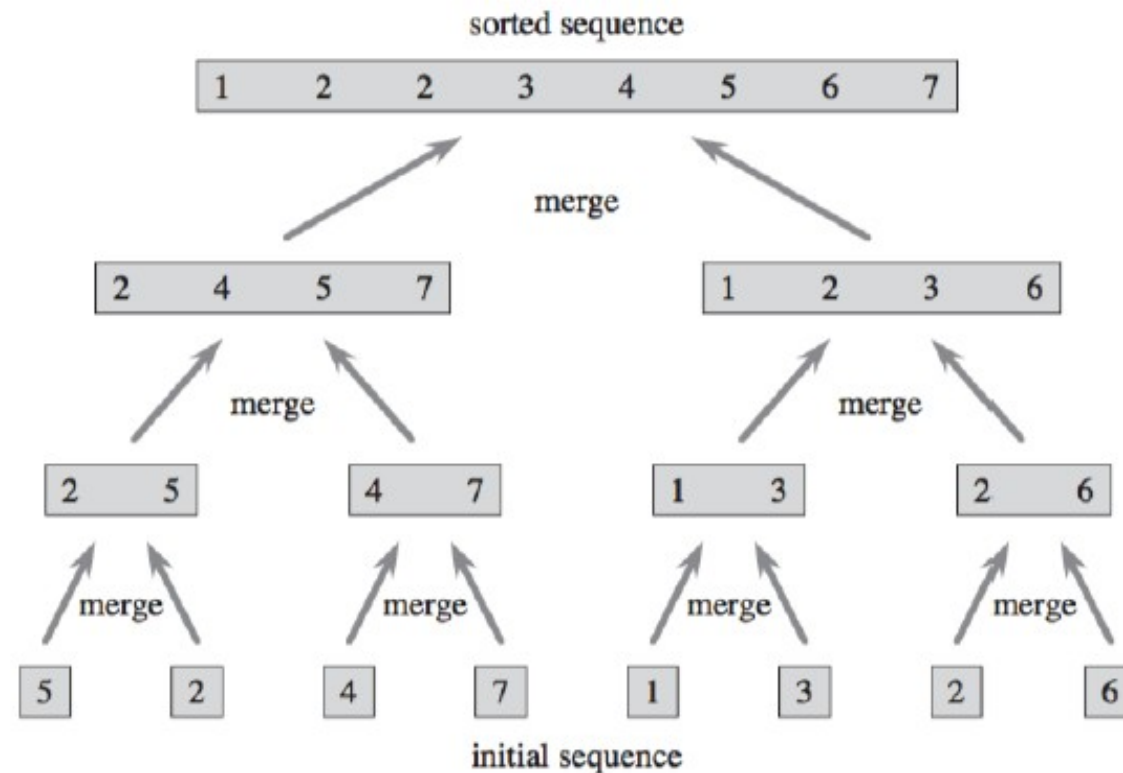 sorted sequence
1 2 2 3 4 5 6 7
merge
2 4 5 7 1 2 3 6
merge merge
2 5 4 7 1 3 2 6
merge merge merge merge
5 2 4 7 1 3 2 6
initial sequence